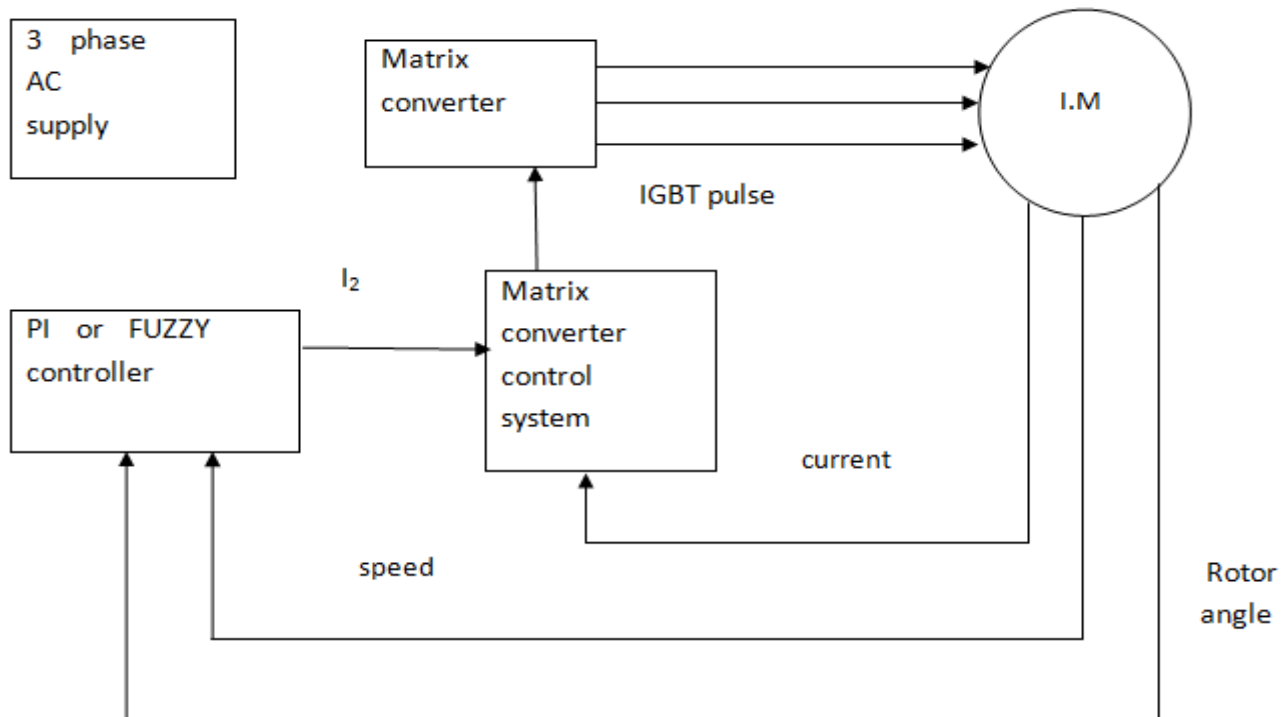 3 phase
AC
supply
Matrix
converter
I.M
IGBT pulse
I₂
PI or FUZZY
controller
Matrix
converter
control
system
current
speed
Rotor
angle